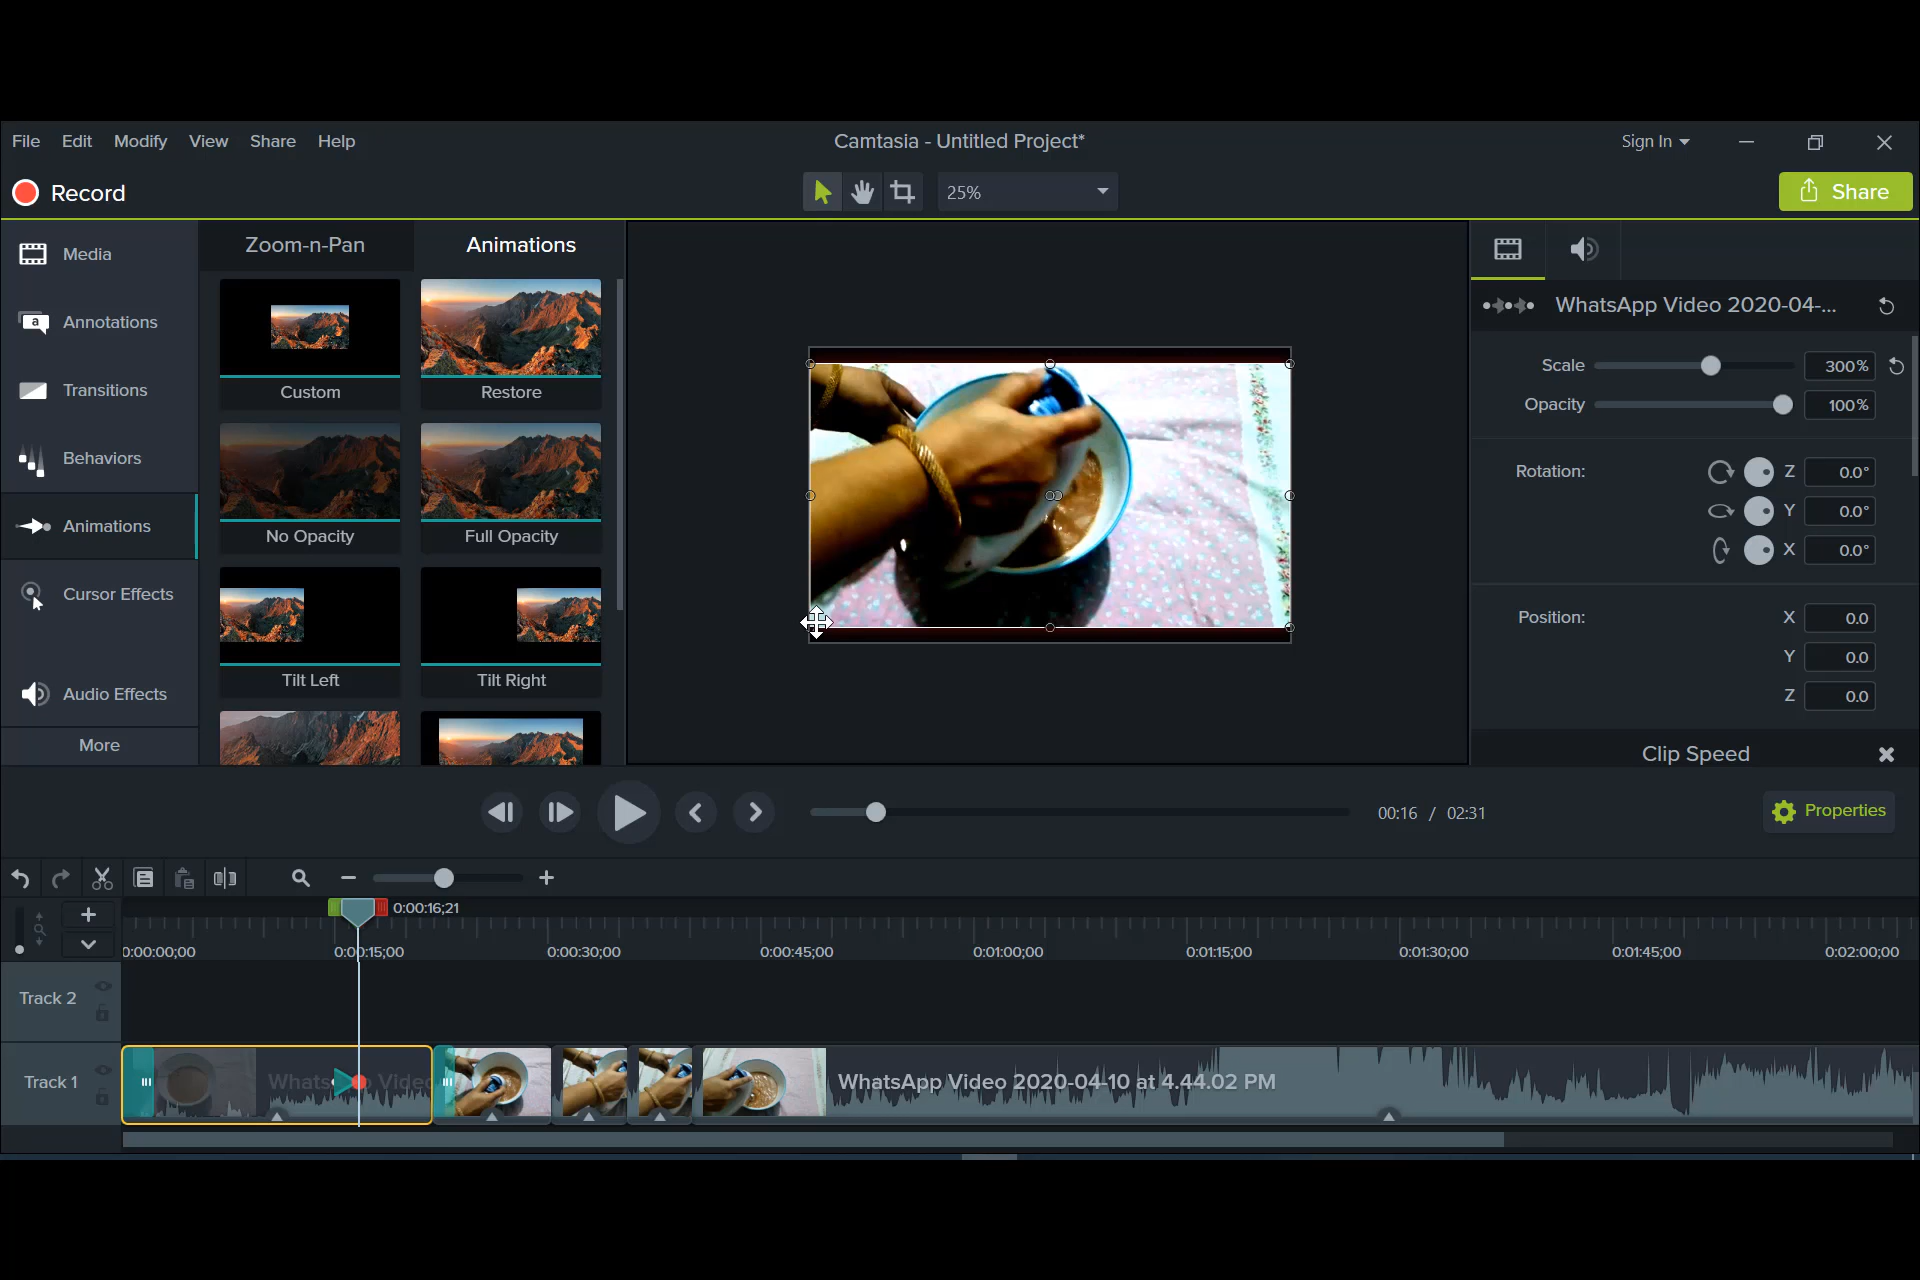 File Edit Modify View Share Help
Camtasia - Untitled Project*
Sign In
Record
25%
Share
Media
Annotations
Transitions
Behaviors
Animations
Cursor Effects
Audio Effects
More
Zoom-n-Pan
Animations
Custom
Restore
No Opacity
Full Opacity
Tilt Left
Tilt Right
WhatsApp Video 2020-04-...
Scale 300%
Opacity 100%
Rotation: Z 0.0°
Y 0.0°
X 0.0°
Position: X 0.0
Y 0.0
Z 0.0
Clip Speed
00:16 / 02:31
Properties
0:00:16;21
0:00:00;00 0:00:15;00 0:00:30;00 0:00:45;00 0:01:00;00 0:01:15;00 0:01:30;00 0:01:45;00 0:02:00;00
Track 2
Track 1
WhatsApp Video 2020-04-10 at 4.44.02 PM